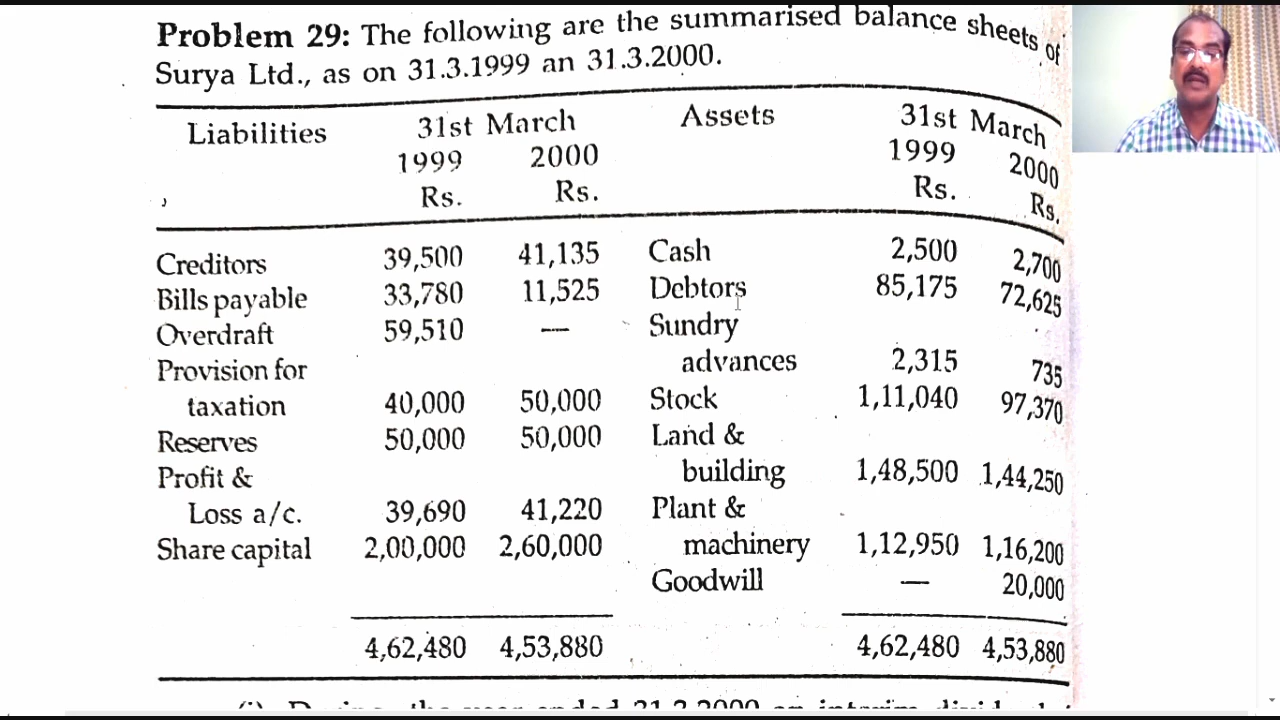 Problem 29: The following are the summarised balance sheets of
Surya Ltd., as on 31.3.1999 an 31.3.2000.
Liabilities 31st March Assets 31st March
1999 2000 1999 2000
Rs. Rs. Rs. Rs.
Creditors 39,500 41,135 Cash 2,500 2,700
Bills payable 33,780 11,525 Debtors 85,175 72,625
Overdraft 59,510 — Sundry
Provision for advances 2,315 735
taxation 40,000 50,000 Stock 1,11,040 97,370
Reserves 50,000 50,000 Land &
Profit & building 1,48,500 1,44,250
Loss a/c. 39,690 41,220 Plant &
Share capital 2,00,000 2,60,000 machinery 1,12,950 1,16,200
Goodwill — 20,000
4,62,480 4,53,880 4,62,480 4,53,880